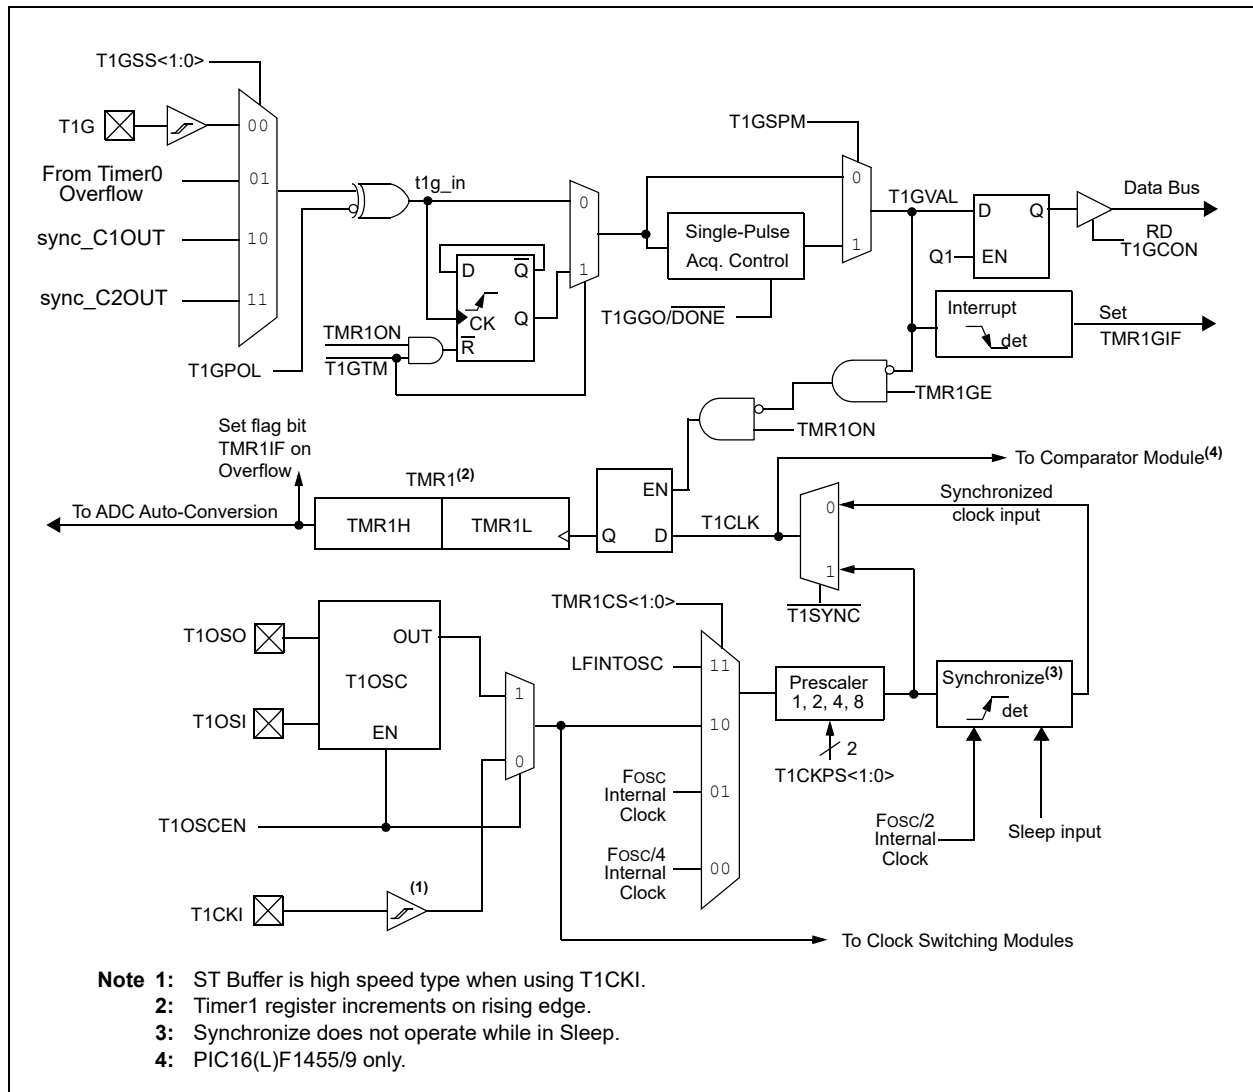 T1GSS<1:0>
T1G
00
From Timer0
Overflow
01
sync_C1OUT
10
sync_C2OUT
11
T1GPOL
t1g_in
0
1
D
Q
CK
Q
R
TMR1ON
T1GTM
T1GSPM
Single-Pulse
Acq. Control
T1GGO/DONE
0
1
T1GVAL
D
Q
Q1
EN
Data Bus
RD
T1GCON
Interrupt
det
Set
TMR1GIF
TMR1GE
TMR1ON
Set flag bit
TMR1IF on
Overflow
To ADC Auto-Conversion
TMR1(2)
TMR1H
TMR1L
EN
Q
D
T1CLK
To Comparator Module(4)
0
1
T1SYNC
Synchronized
clock input
T1OSO
T1OSI
OUT
T1OSC
EN
T1OSCEN
T1CKI
(1)
1
0
TMR1CS<1:0>
LFINTOSC
11
10
FOSC
Internal
Clock
01
FOSC/4
Internal
Clock
00
Prescaler
1, 2, 4, 8
2
T1CKPS<1:0>
Synchronize(3)
det
FOSC/2
Internal
Clock
Sleep input
To Clock Switching Modules
Note 1: ST Buffer is high speed type when using T1CKI.
2: Timer1 register increments on rising edge.
3: Synchronize does not operate while in Sleep.
4: PIC16(L)F1455/9 only.